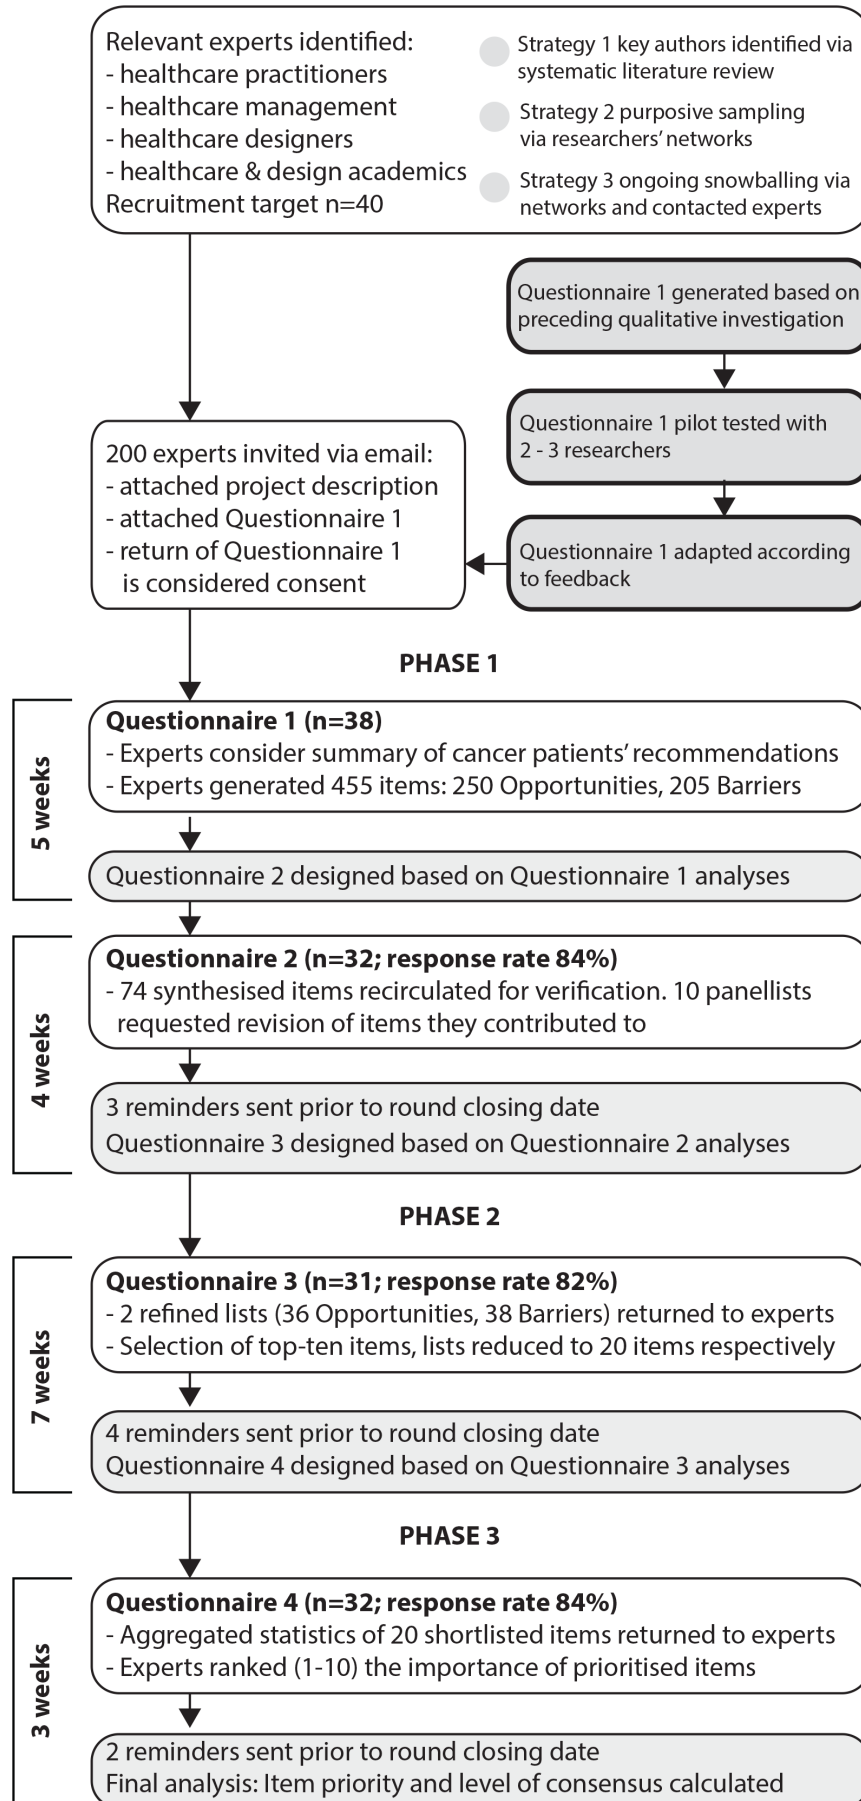 Relevant experts identified:
- healthcare practitioners
- healthcare management
- healthcare designers
- healthcare & design academics
Recruitment target n=40
Strategy 1 key authors identified via
systematic literature review
Strategy 2 purposive sampling
via researchers’ networks
Strategy 3 ongoing snowballing via
networks and contacted experts
Questionnaire 1 generated based on
preceding qualitative investigation
Questionnaire 1 pilot tested with
2 - 3 researchers
Questionnaire 1 adapted according
to feedback
200 experts invited via email:
- attached project description
- attached Questionnaire 1
- return of Questionnaire 1
is considered consent
PHASE 1
5 weeks
Questionnaire 1 (n=38)
- Experts consider summary of cancer patients’ recommendations
- Experts generated 455 items: 250 Opportunities, 205 Barriers
Questionnaire 2 designed based on Questionnaire 1 analyses
4 weeks
Questionnaire 2 (n=32; response rate 84%)
- 74 synthesised items recirculated for verification. 10 panellists
requested revision of items they contributed to
3 reminders sent prior to round closing date
Questionnaire 3 designed based on Questionnaire 2 analyses
PHASE 2
7 weeks
Questionnaire 3 (n=31; response rate 82%)
- 2 refined lists (36 Opportunities, 38 Barriers) returned to experts
- Selection of top-ten items, lists reduced to 20 items respectively
4 reminders sent prior to round closing date
Questionnaire 4 designed based on Questionnaire 3 analyses
PHASE 3
3 weeks
Questionnaire 4 (n=32; response rate 84%)
- Aggregated statistics of 20 shortlisted items returned to experts
- Experts ranked (1-10) the importance of prioritised items
2 reminders sent prior to round closing date
Final analysis: Item priority and level of consensus calculated